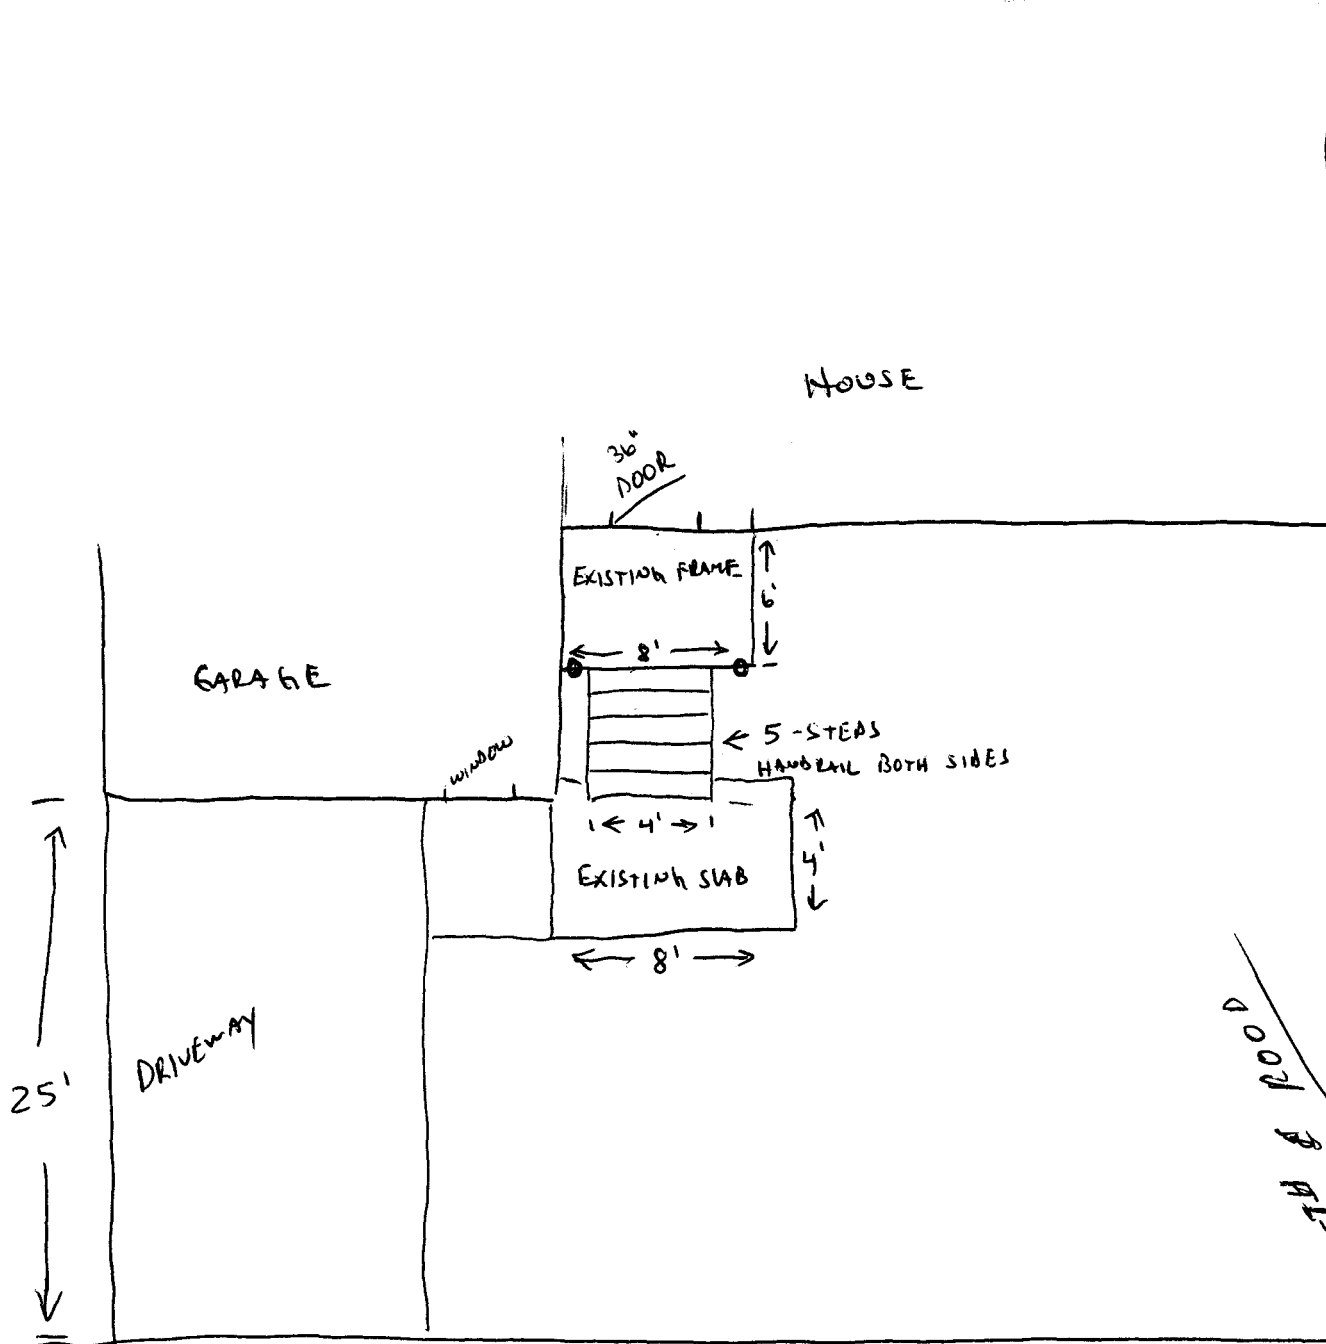 HOUSE
36"
DOOR
EXISTING FRAME
6'
8'
GARAGE
5-STEPS
HANDRAIL BOTH SIDES
WINDOW
4'
4'
EXISTING SLAB
8'
DRIVEWAY
25'
DOOR